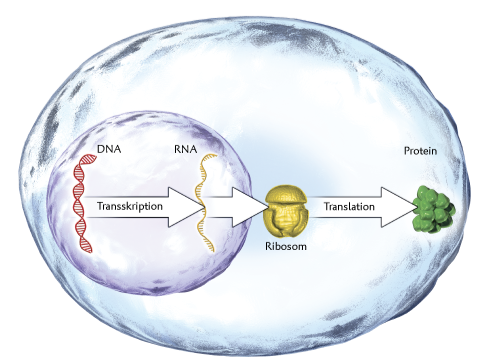 DNA
RNA
Protein
Transskription
Translation
Ribosom